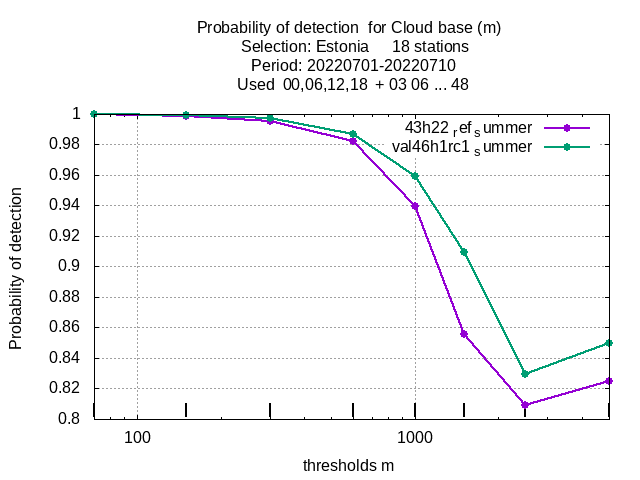 Probability of detection for Cloud base (m)
Selection: Estonia 18 stations
Period: 20220701-20220710
Used 00,06,12,18 + 03 06 ... 48
43h22 ref summer
val46h1rc1 summer
1
0.98
0.96
0.94
0.92
0.9
0.88
0.86
0.84
0.82
0.8
Probability of detection
100 1000
thresholds m